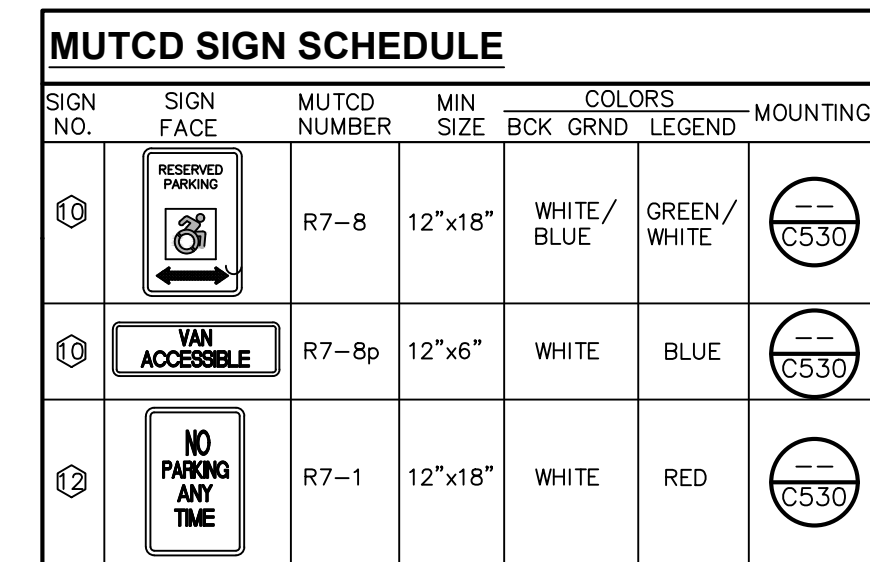 MUTCD SIGN SCHEDULE
SIGN NO.
SIGN FACE
MUTCD NUMBER
MIN SIZE
COLORS
BCK GRND
LEGEND
MOUNTING
10
RESERVED
PARKING
R7-8
12"x18"
WHITE/
BLUE
GREEN/
WHITE
--
C530
10
VAN
ACCESSIBLE
R7-8p
12"x6"
WHITE
BLUE
--
C530
12
NO
PARKING
ANY
TIME
R7-1
12"x18"
WHITE
RED
--
C530